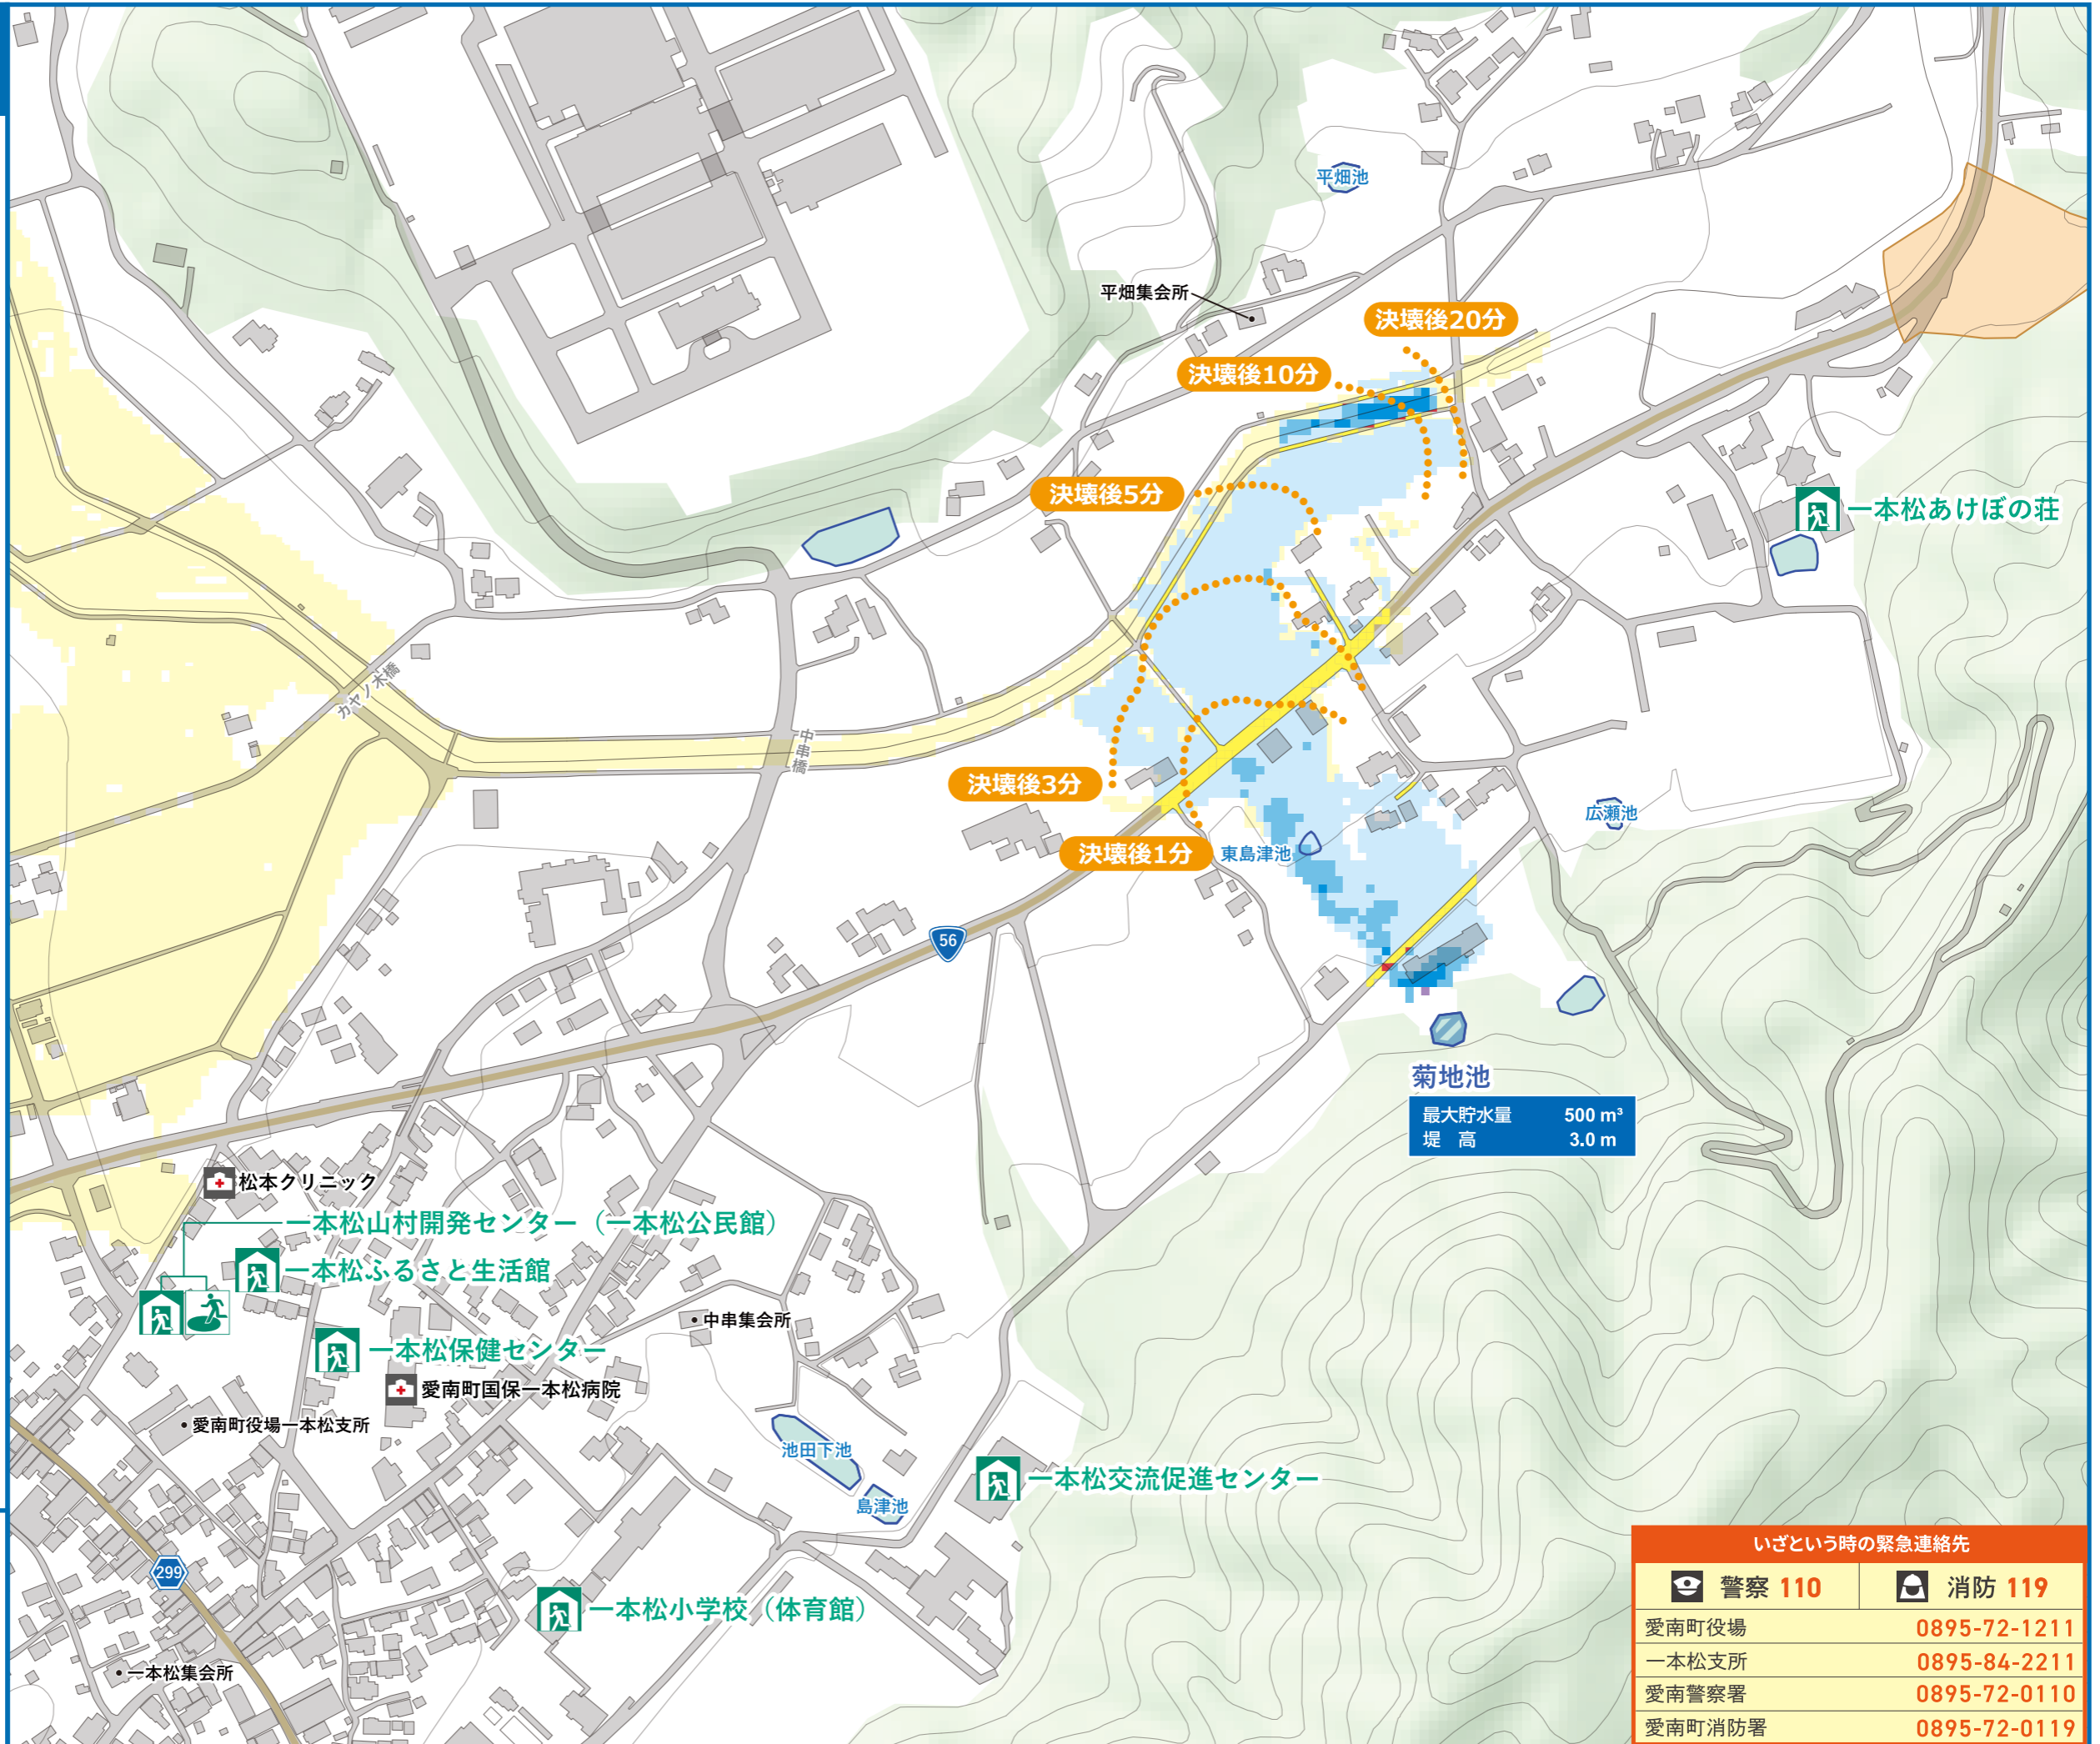 平畑池
平畑集会所
決壊後20分
決壊後10分
決壊後5分
一本松あけぼの荘
カヤノ木橋
中串橋
決壊後3分
広瀬池
決壊後1分
東島津池
56
菊地池
最大貯水量 500 m³
堤 高 3.0 m
松本クリニック
一本松山村開発センター（一本松公民館）
一本松ふるさと生活館
中串集会所
一本松保健センター
愛南町国保一本松病院
愛南町役場一本松支所
池田下池
一本松交流促進センター
島津池
299
一本松小学校（体育館）
一本松集会所
いざという時の緊急連絡先
警察 110 消防 119
愛南町役場 0895-72-1211
一本松支所 0895-84-2211
愛南警察署 0895-72-0110
愛南町消防署 0895-72-0119